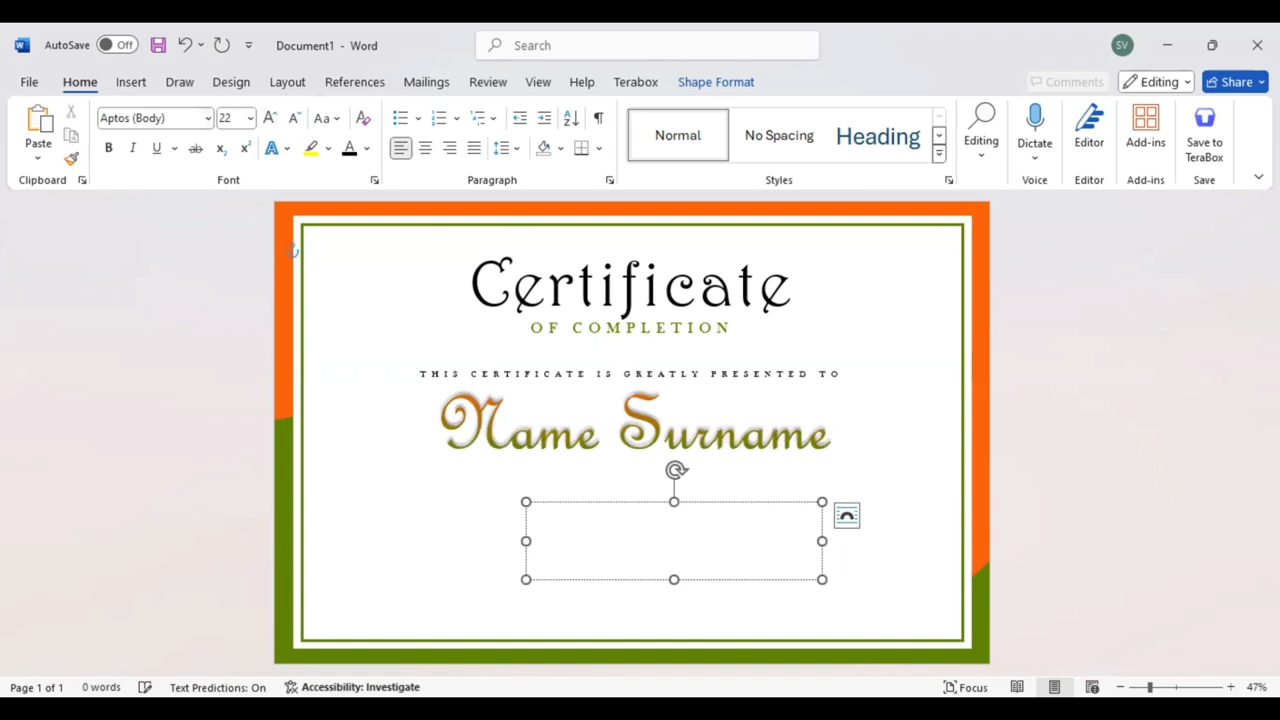 AutoSave Off Document1 - Word Search SV
File Home Insert Draw Design Layout References Mailings Review View Help Terabox Shape Format Comments Editing Share
Paste Aptos (Body) 22 Aa Normal No Spacing Heading Editing Dictate Editor Add-ins Save to TeraBox
Clipboard Font Paragraph Styles Voice Editor Add-ins Save
Certificate
OF COMPLETION
THIS CERTIFICATE IS GREATLY PRESENTED TO
Name Surname
Page 1 of 1 0 words Text Predictions: On Accessibility: Investigate Focus 47%